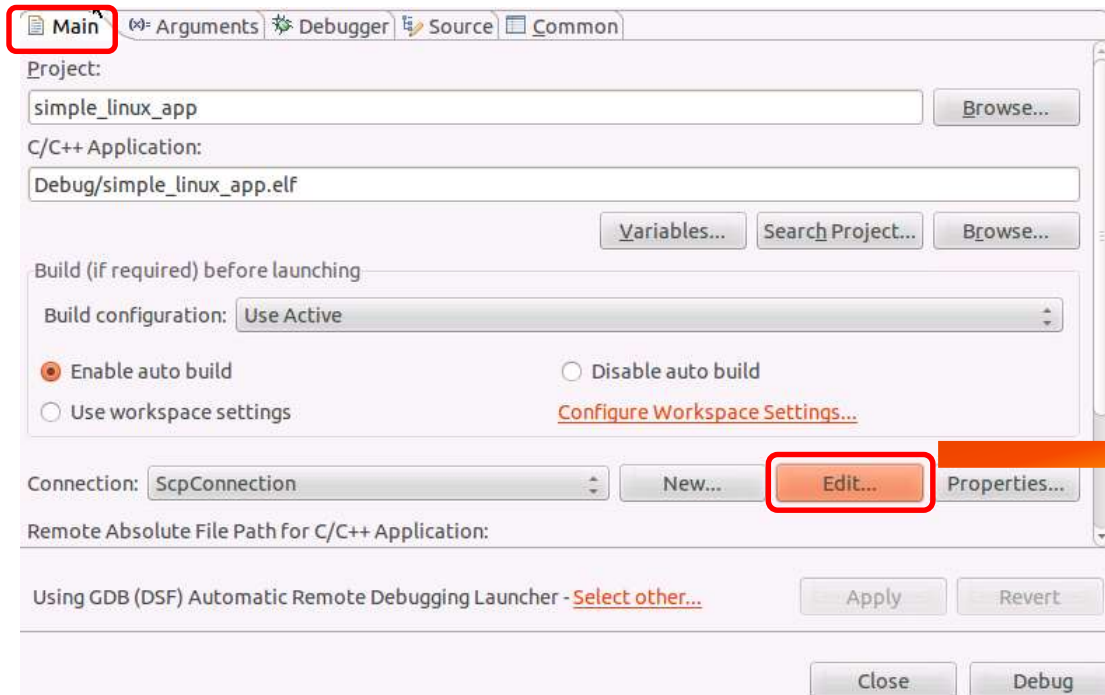 Main (x)= Arguments Debugger Source Common
Project:
simple_linux_app Browse...
C/C++ Application:
Debug/simple_linux_app.elf
Variables... Search Project... Browse...
Build (if required) before launching
Build configuration: Use Active
Enable auto build Disable auto build
Use workspace settings Configure Workspace Settings...
Connection: ScpConnection New... Edit... Properties...
Remote Absolute File Path for C/C++ Application:
Using GDB (DSF) Automatic Remote Debugging Launcher - Select other... Apply Revert
Close Debug